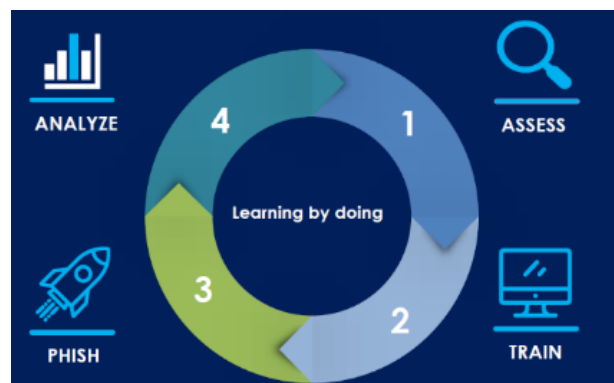 ANALYZE
4
1
ASSESS
Learning by doing
3
2
PHISH
TRAIN